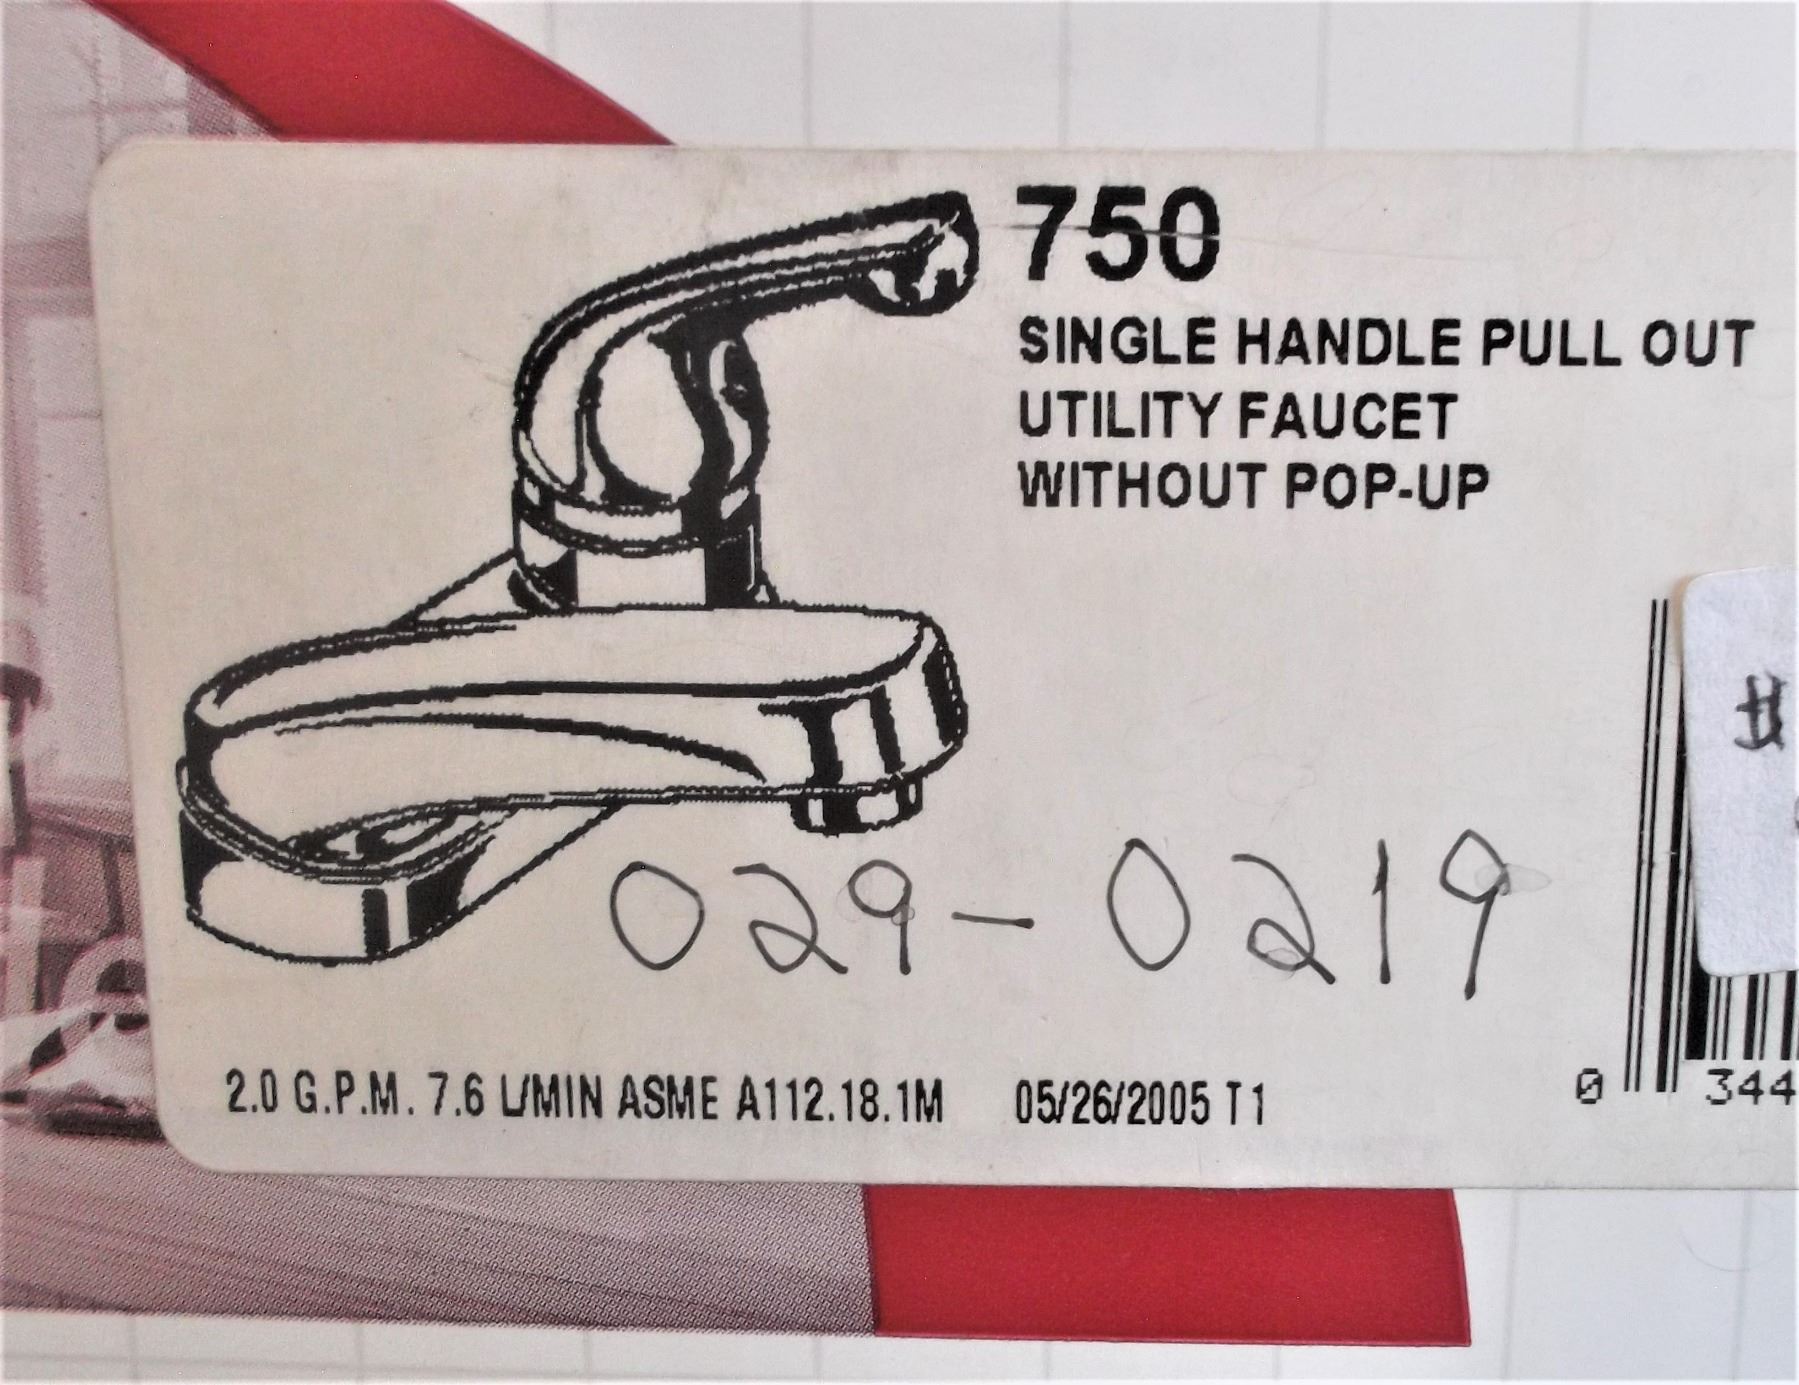 750
SINGLE HANDLE PULL OUT
UTILITY FAUCET
WITHOUT POP-UP
#
029-0219
2.0 G.P.M. 7.6 L/MIN ASME A112.18.1M 05/26/2005 T1
0 344